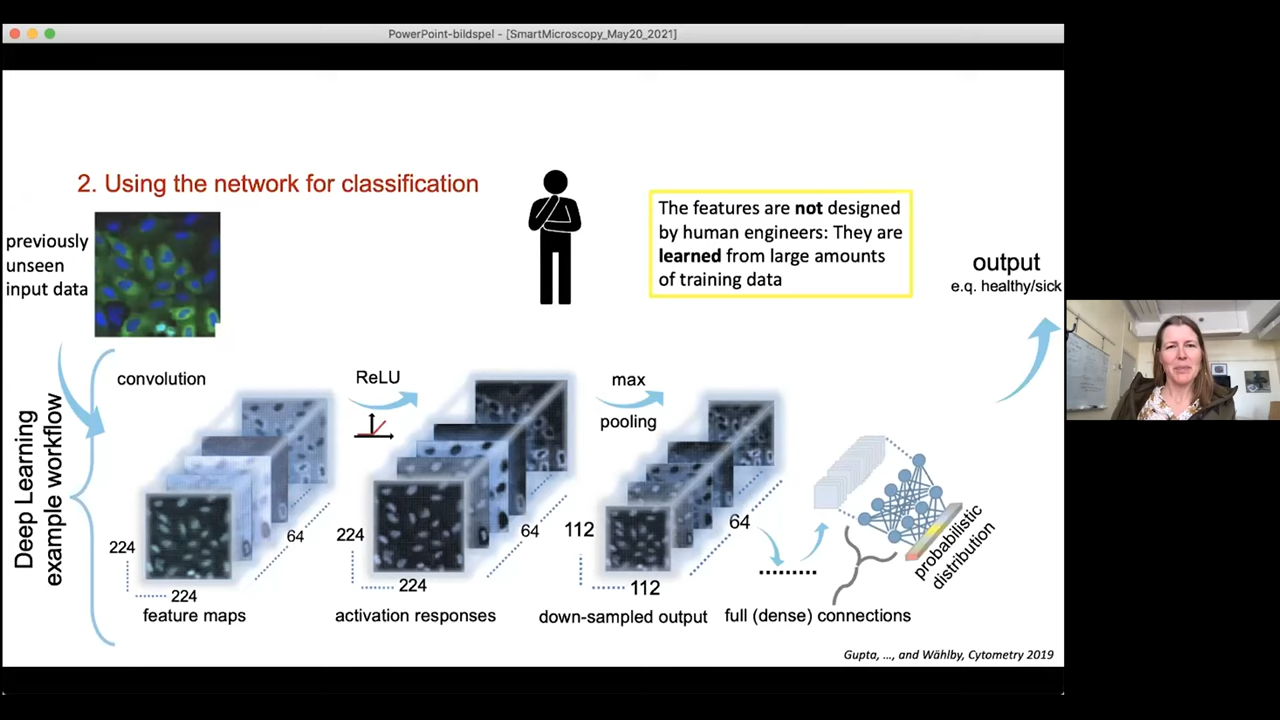 PowerPoint-bildspel - [SmartMicroscopy_May20_2021]
2. Using the network for classification
previously
unseen
input data
The features are not designed
by human engineers: They are
learned from large amounts
of training data
output
e.q. healthy/sick
Deep Learning
example workflow
convolution
ReLU
max
pooling
224
224
64
feature maps
224
224
64
activation responses
112
112
64
down-sampled output
full (dense) connections
probabilistic
distribution
Gupta, ..., and Wählby, Cytometry 2019